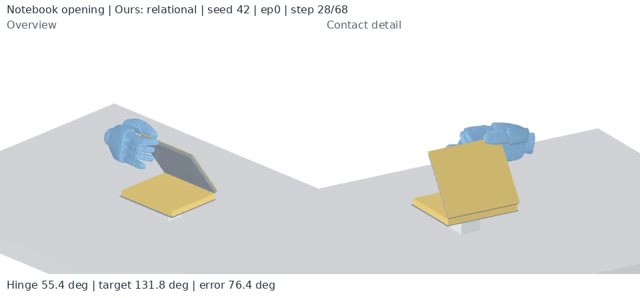 Notebook opening | Ours: relational | seed 42 | ep0 | step 28/68
Overview
Contact detail
Hinge 55.4 deg | target 131.8 deg | error 76.4 deg